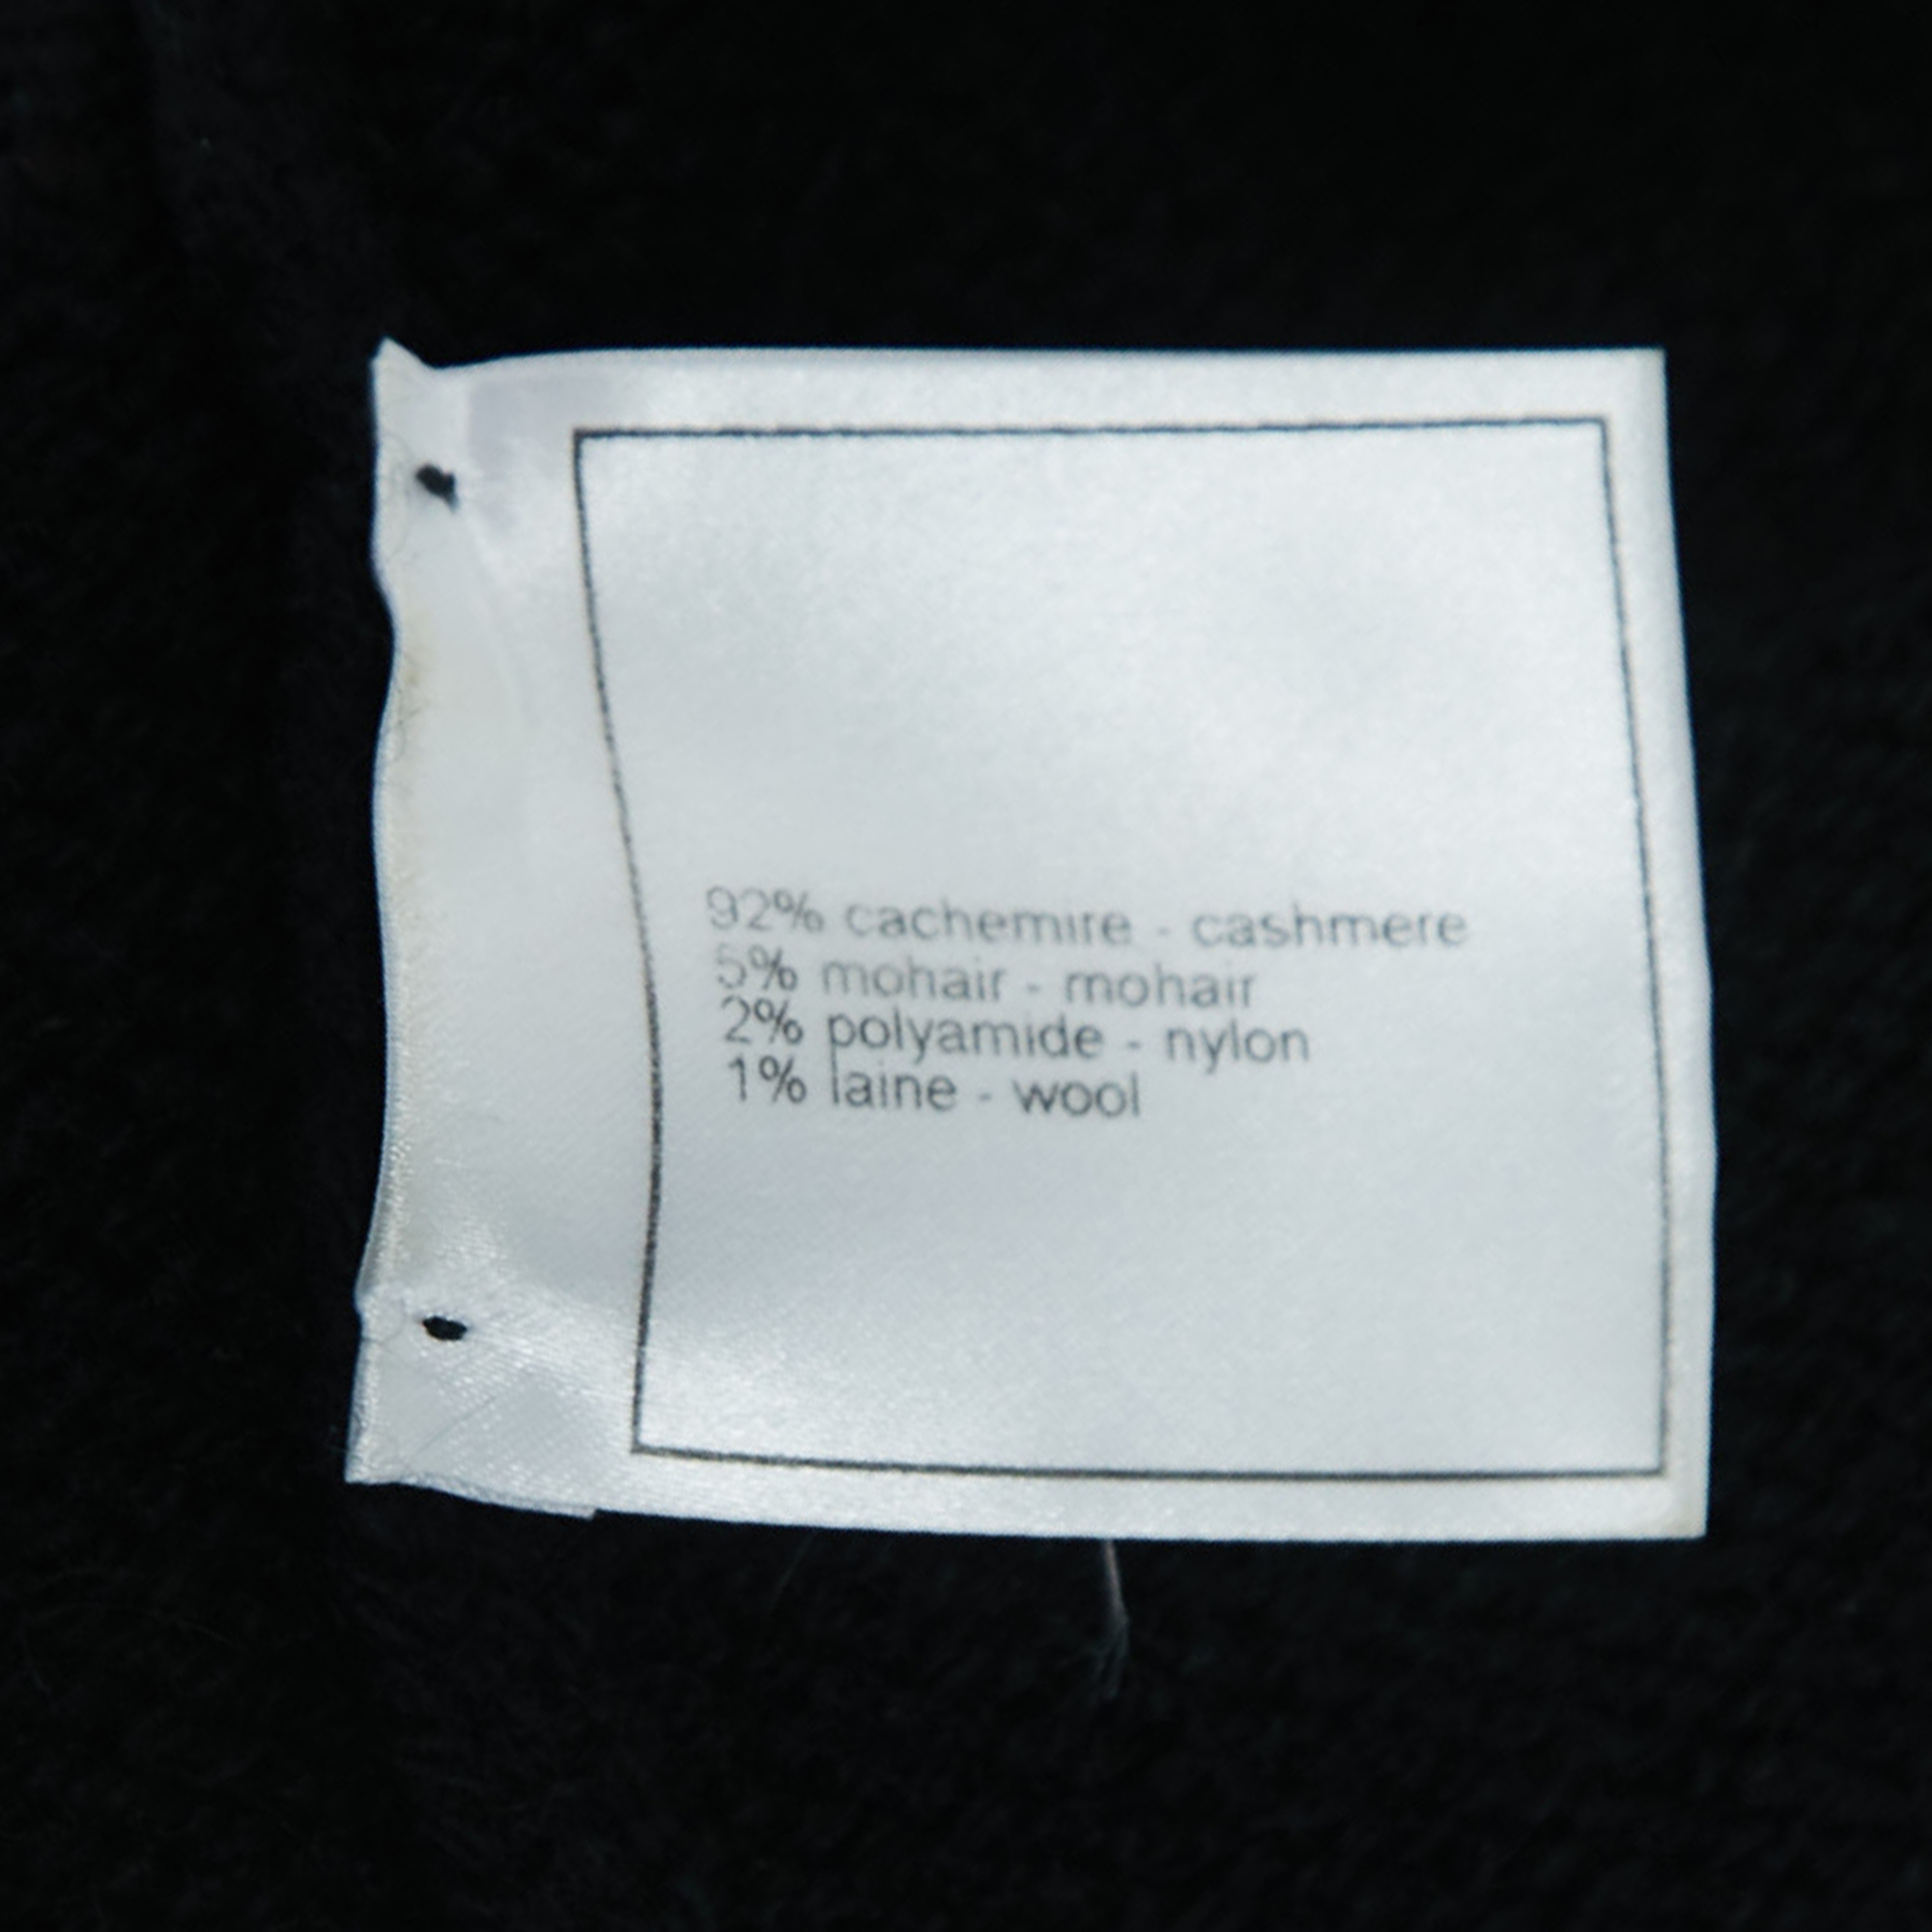 92% cachemire - cashmere
5% mohair - mohair
2% polyamide - nylon
1% laine - wool